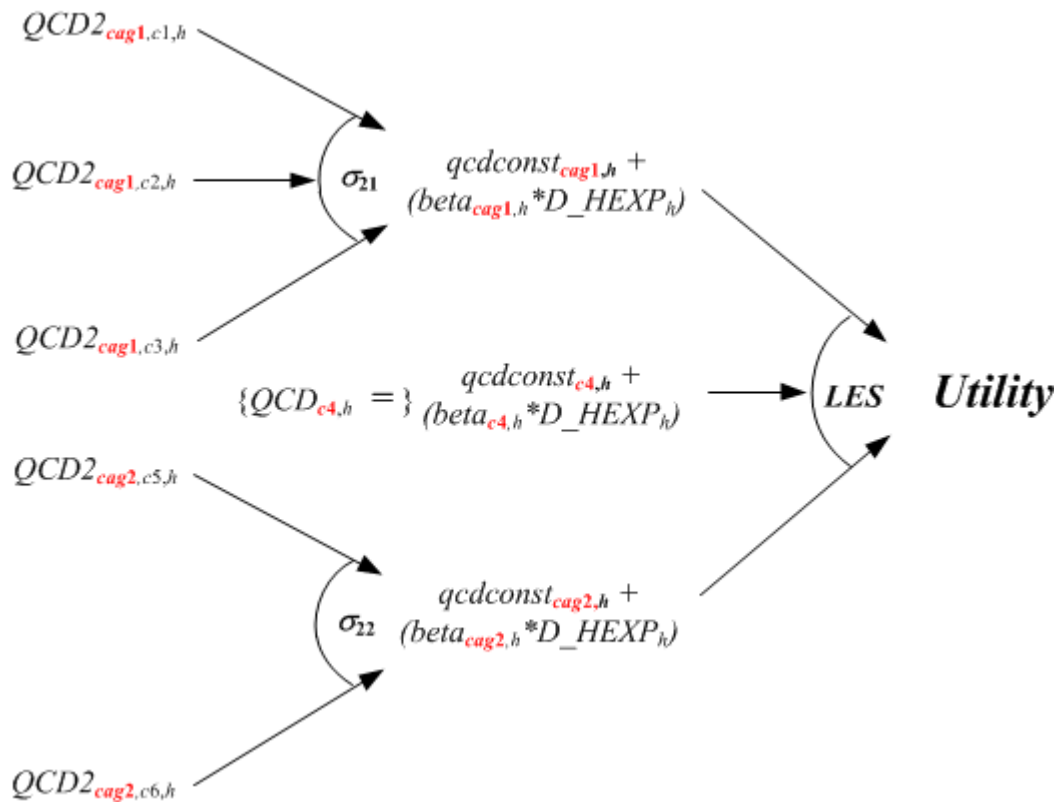 QCD2cag1,c1,h
QCD2cag1,c2,h
σ21
qcdconstcag1,h +
(betacag1,h*D_HEXPh)
QCD2cag1,c3,h
{QCDc4,h = }
qcdconstc4,h +
(betac4,h*D_HEXPh)
LES
Utility
QCD2cag2,c5,h
σ22
qcdconstcag2,h +
(betacag2,h*D_HEXPh)
QCD2cag2,c6,h